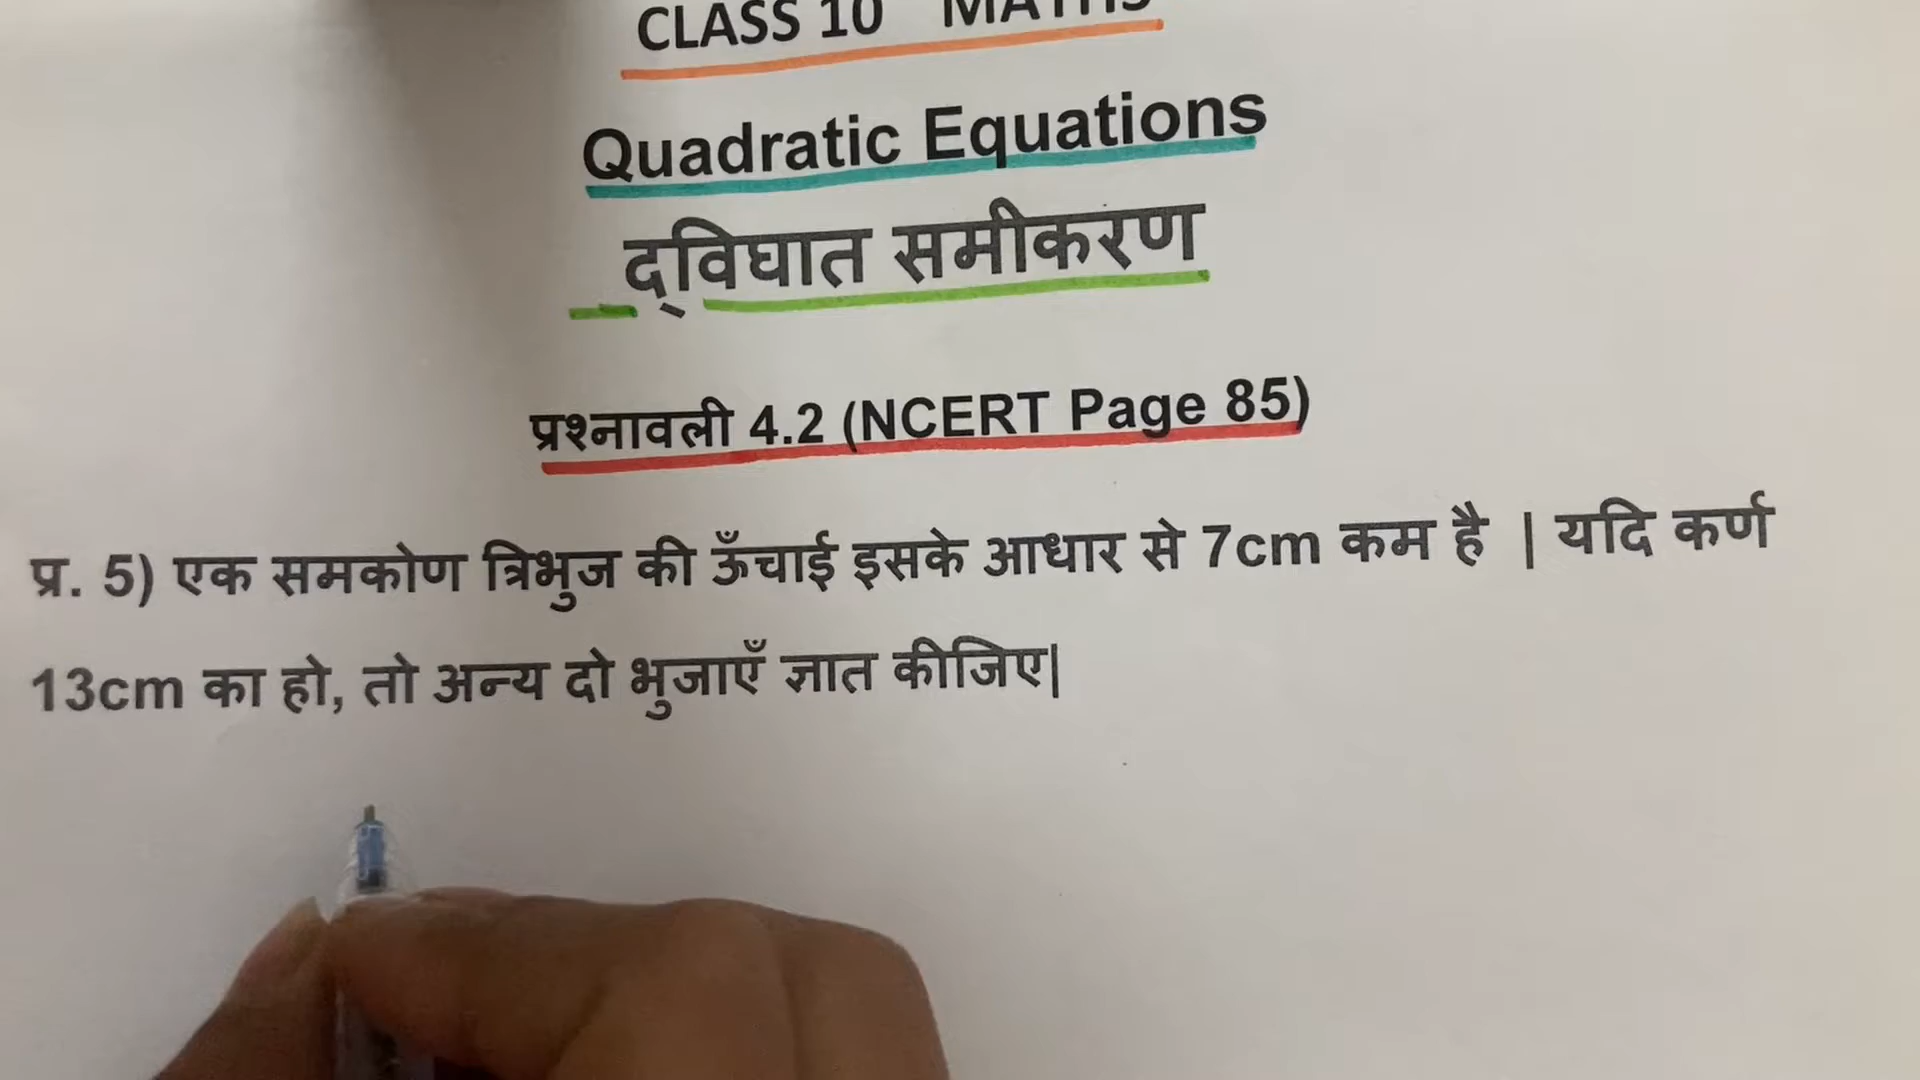 CLASS 10 MATHS
Quadratic Equations
द्विघात समीकरण
प्रश्नावली 4.2 (NCERT Page 85)
प्र. 5) एक समकोण त्रिभुज की ऊँचाई इसके आधार से 7cm कम है | यदि कर्ण
13cm का हो, तो अन्य दो भुजाएँ ज्ञात कीजिए|